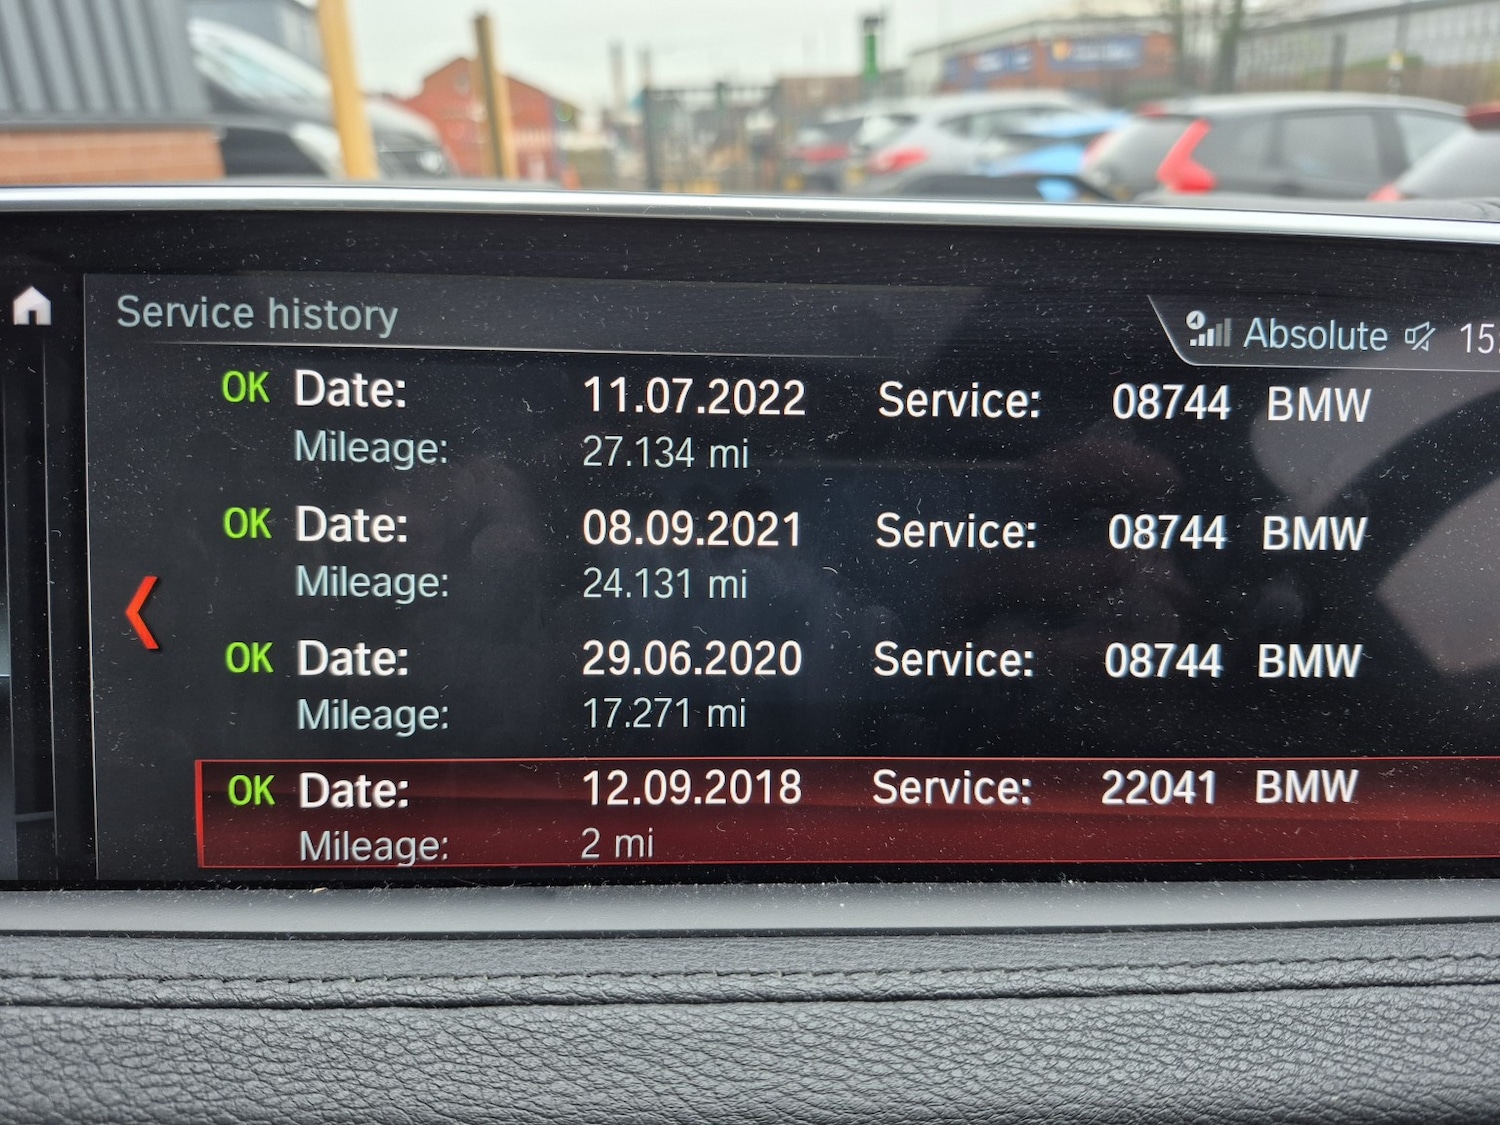 Service history
Absolute 15
OK Date: 11.07.2022 Service: 08744 BMW
Mileage: 27.134 mi
OK Date: 08.09.2021 Service: 08744 BMW
Mileage: 24.131 mi
OK Date: 29.06.2020 Service: 08744 BMW
Mileage: 17.271 mi
OK Date: 12.09.2018 Service: 22041 BMW
Mileage: 2 mi